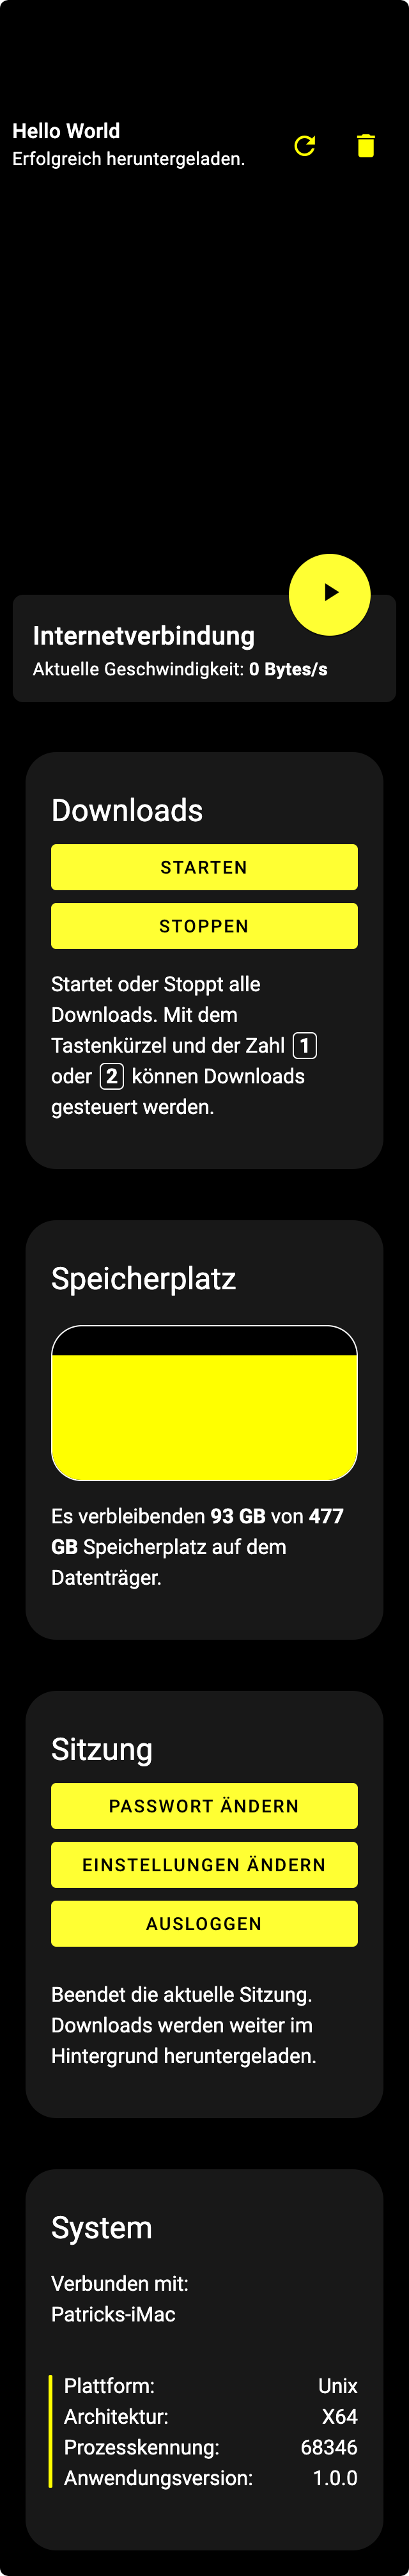 Hello World
Erfolgreich heruntergeladen.
Internetverbindung
Aktuelle Geschwindigkeit: 0 Bytes/s
Downloads
STARTEN
STOPPEN
Startet oder Stoppt alle
Downloads. Mit dem
Tastenkürzel und der Zahl 1
oder 2 können Downloads
gesteuert werden.
Speicherplatz
Es verbleibenden 93 GB von 477
GB Speicherplatz auf dem
Datenträger.
Sitzung
PASSWORT ÄNDERN
EINSTELLUNGEN ÄNDERN
AUSLOGGEN
Beendet die aktuelle Sitzung.
Downloads werden weiter im
Hintergrund heruntergeladen.
System
Verbunden mit:
Patricks-iMac
Plattform: Unix
Architektur: X64
Prozesskennung: 68346
Anwendungsversion: 1.0.0